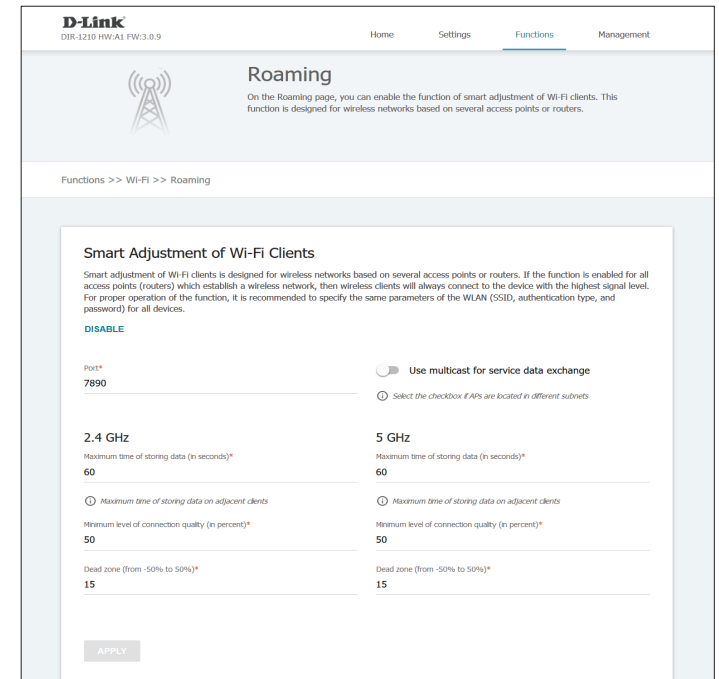 D-Link
DIR-1210 HW:A1 FW:3.0.9
Home Settings Functions Management
Roaming
On the Roaming page, you can enable the function of smart adjustment of Wi-Fi clients. This
function is designed for wireless networks based on several access points or routers.
Functions >> Wi-Fi >> Roaming
Smart Adjustment of Wi-Fi Clients
Smart adjustment of Wi-Fi clients is designed for wireless networks based on several access points or routers. If the function is enabled for all
access points (routers) which establish a wireless network, then wireless clients will always connect to the device with the highest signal level.
For proper operation of the function, it is recommended to specify the same parameters of the WLAN (SSID, authentication type, and
password) for all devices.
DISABLE
Port*
7890
Use multicast for service data exchange
Select the checkbox if APs are located in different subnets
2.4 GHz
Maximum time of storing data (in seconds)*
60
Maximum time of storing data on adjacent clients
Minimum level of connection quality (in percent)*
50
Dead zone (from -50% to 50%)*
15
5 GHz
Maximum time of storing data (in seconds)*
60
Maximum time of storing data on adjacent clients
Minimum level of connection quality (in percent)*
50
Dead zone (from -50% to 50%)*
15
APPLY